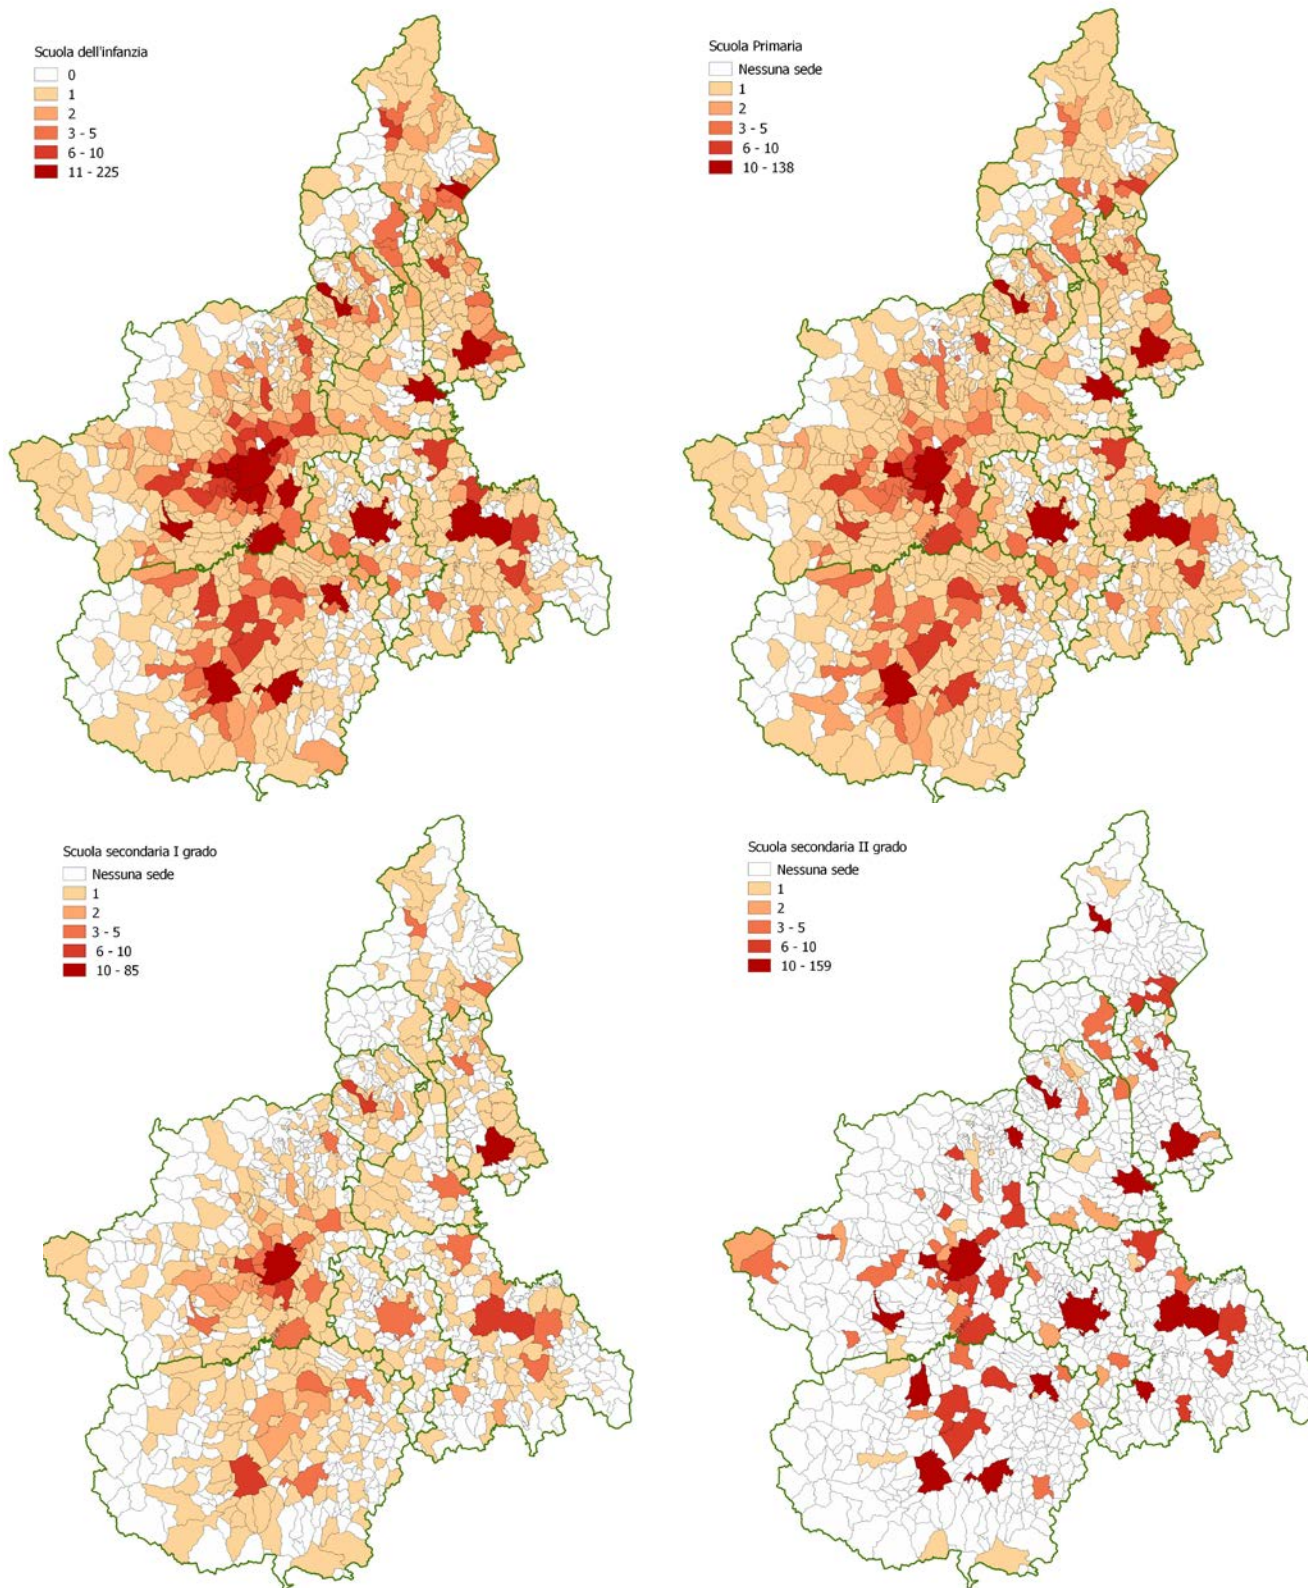 Scuola dell'infanzia
0
1
2
3 - 5
6 - 10
11 - 225
Scuola Primaria
Nessuna sede
1
2
3 - 5
6 - 10
10 - 138
Scuola secondaria I grado
Nessuna sede
1
2
3 - 5
6 - 10
10 - 85
Scuola secondaria II grado
Nessuna sede
1
2
3 - 5
6 - 10
10 - 159